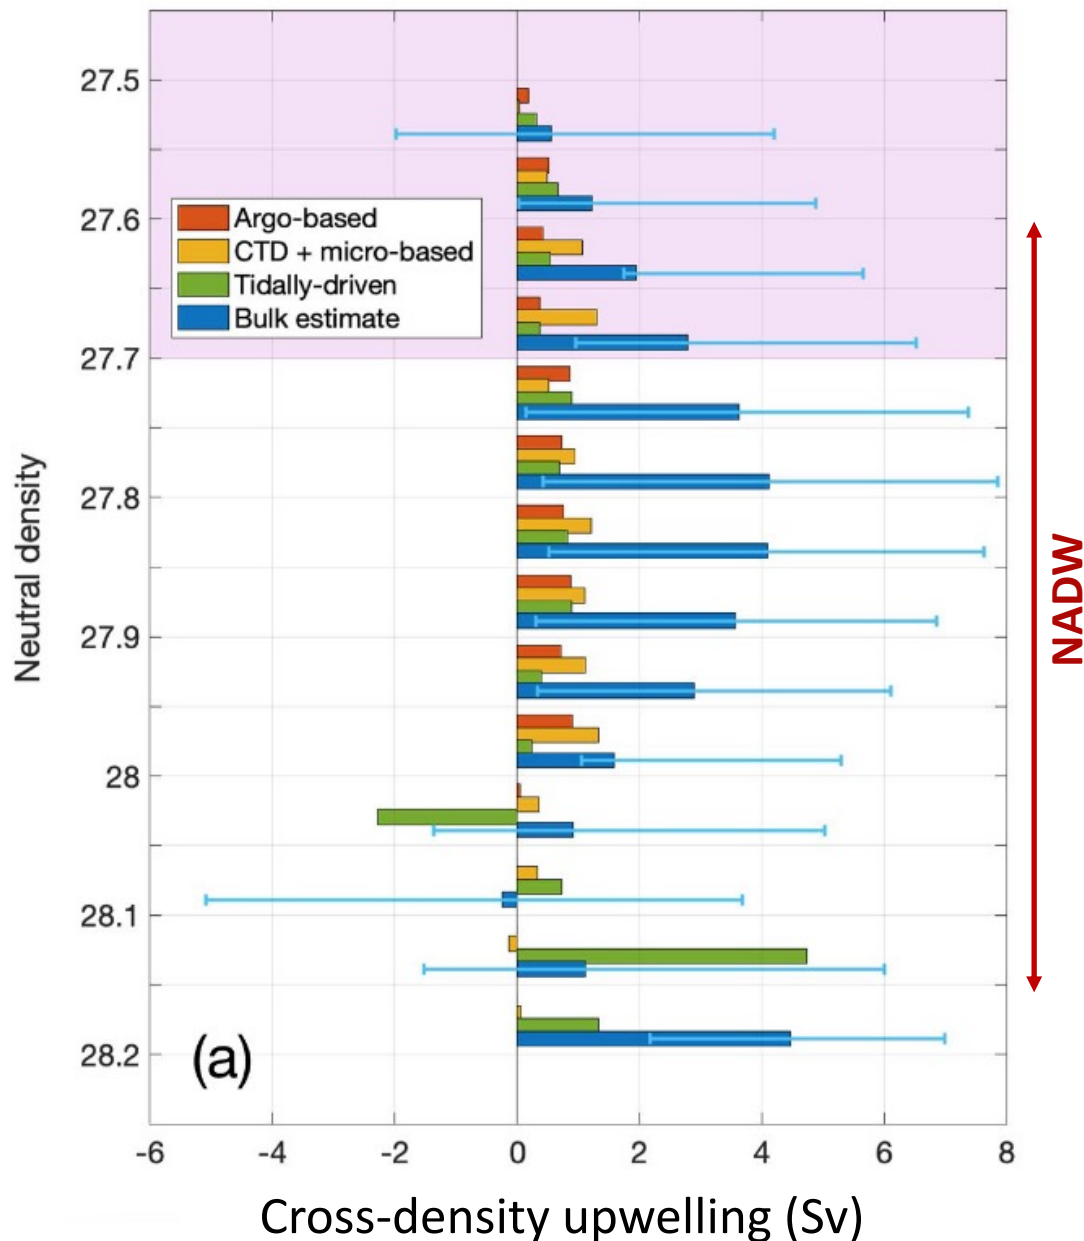 27.5
27.6
27.7
27.8
27.9
28
28.1
28.2
Neutral density
Argo-based
CTD + micro-based
Tidally-driven
Bulk estimate
NADW
(a)
-6 -4 -2 0 2 4 6 8
Cross-density upwelling (Sv)